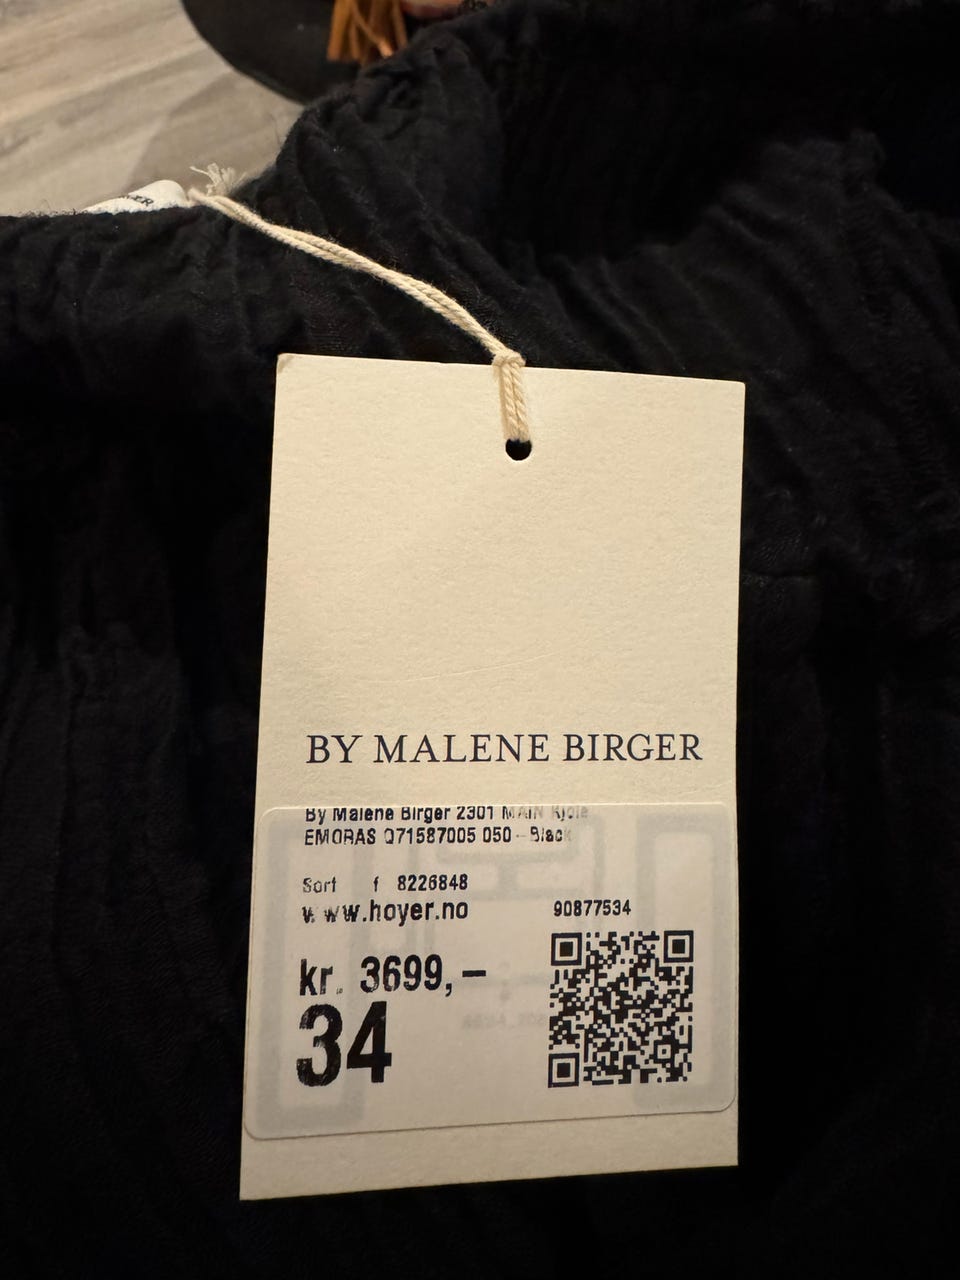 BY MALENE BIRGER
By Malene Birger 2301 MAIN Kjole
EMORAS Q71587005 050 - Black
Sort f 8226848
www.hoyer.no
90877534
kr. 3699,-
34